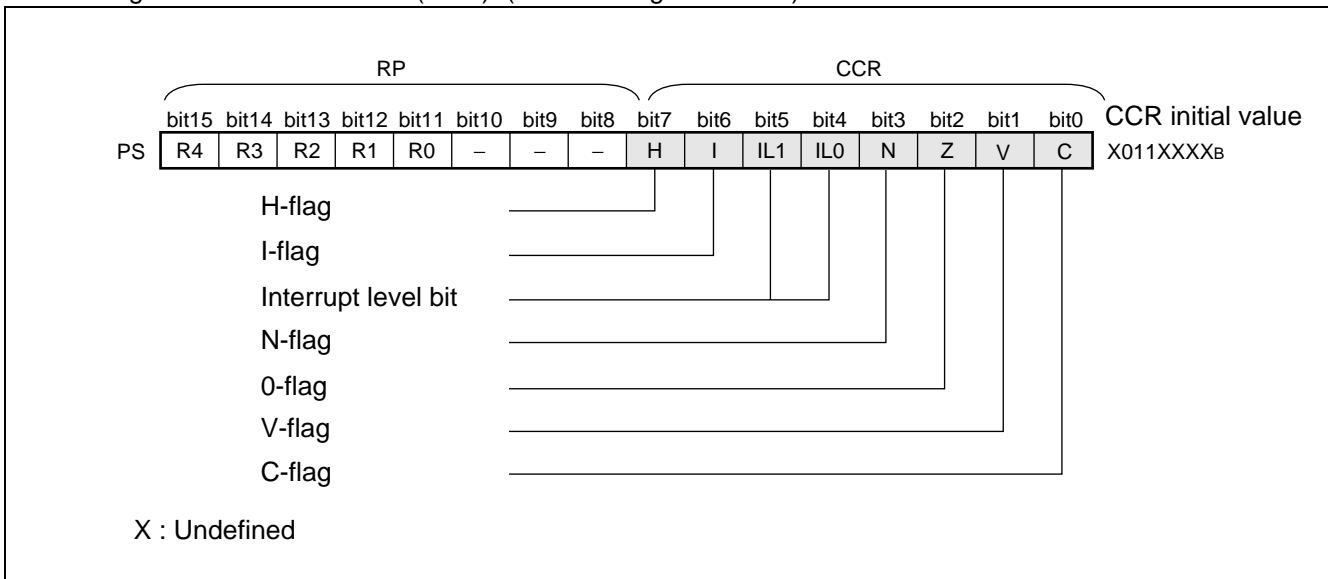 RP CCR
bit15 bit14 bit13 bit12 bit11 bit10 bit9 bit8 bit7 bit6 bit5 bit4 bit3 bit2 bit1 bit0 CCR initial value
PS R4 R3 R2 R1 R0 – – – H I IL1 IL0 N Z V C X011XXXXB
H-flag
I-flag
Interrupt level bit
N-flag
0-flag
V-flag
C-flag
X : Undefined